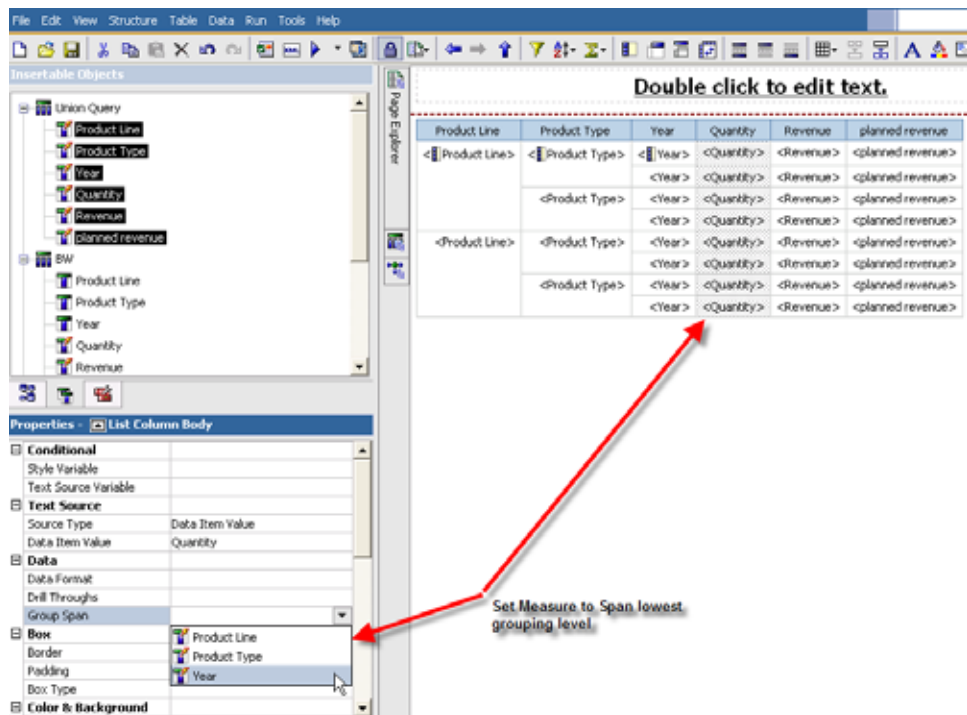 File Edit View Structure Table Data Run Tools Help
Insertable Objects
Union Query
Product Line
Product Type
Year
Quantity
Revenue
planned revenue
BW
Product Line
Product Type
Year
Quantity
Revenue
Page Explorer
Double click to edit text.
Product Line Product Type Year Quantity Revenue planned revenue
<Product Line> <Product Type> <Year> <Quantity> <Revenue> <planned revenue>
<Year> <Quantity> <Revenue> <planned revenue>
<Product Type> <Year> <Quantity> <Revenue> <planned revenue>
<Year> <Quantity> <Revenue> <planned revenue>
<Product Line> <Product Type> <Year> <Quantity> <Revenue> <planned revenue>
<Year> <Quantity> <Revenue> <planned revenue>
<Product Type> <Year> <Quantity> <Revenue> <planned revenue>
<Year> <Quantity> <Revenue> <planned revenue>
Properties - List Column Body
Conditional
Style Variable
Text Source Variable
Text Source
Source Type Data Item Value
Data Item Value Quantity
Data
Data Format
Drill Throughs
Group Span
Box
Border
Padding
Box Type
Color & Background
Product Line
Product Type
Year
Set Measure to Span lowest
grouping level